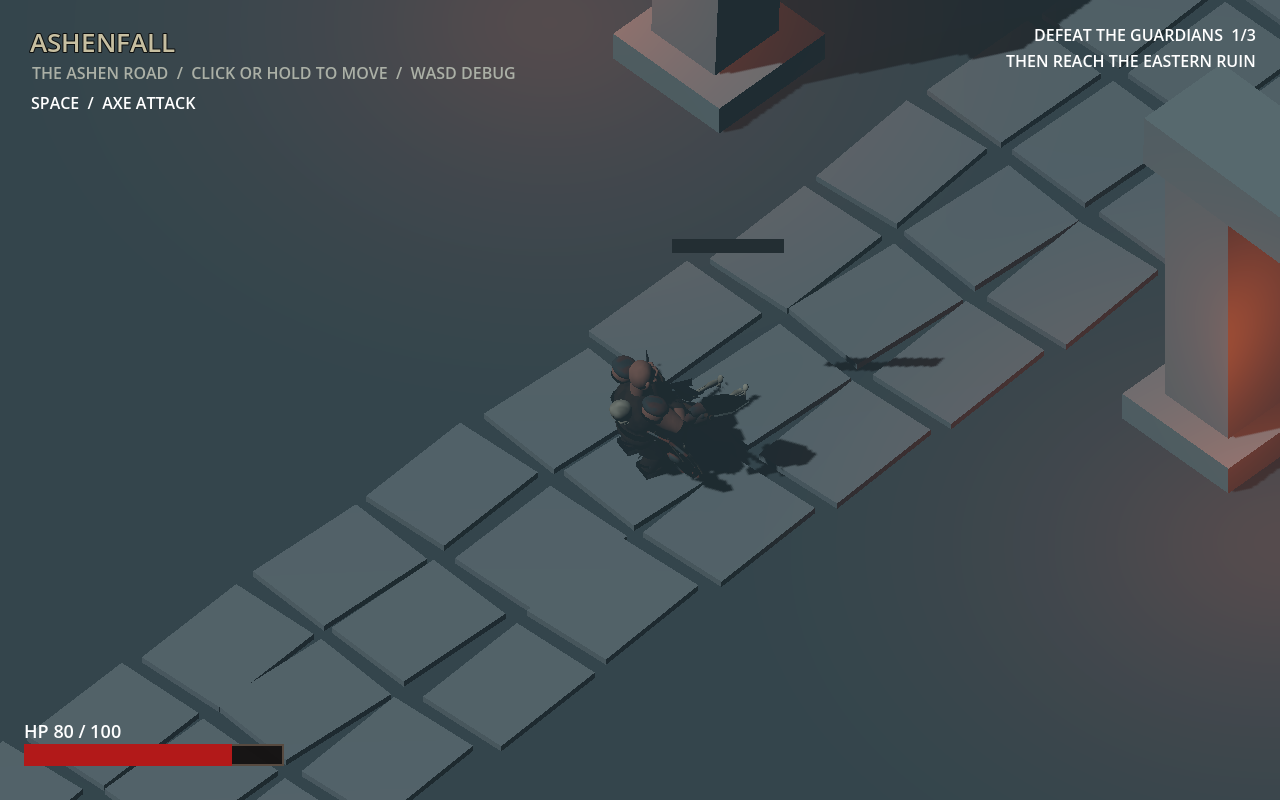 ASHENFALL
THE ASHEN ROAD / CLICK OR HOLD TO MOVE / WASD DEBUG
SPACE / AXE ATTACK
DEFEAT THE GUARDIANS 1/3
THEN REACH THE EASTERN RUIN
HP 80 / 100